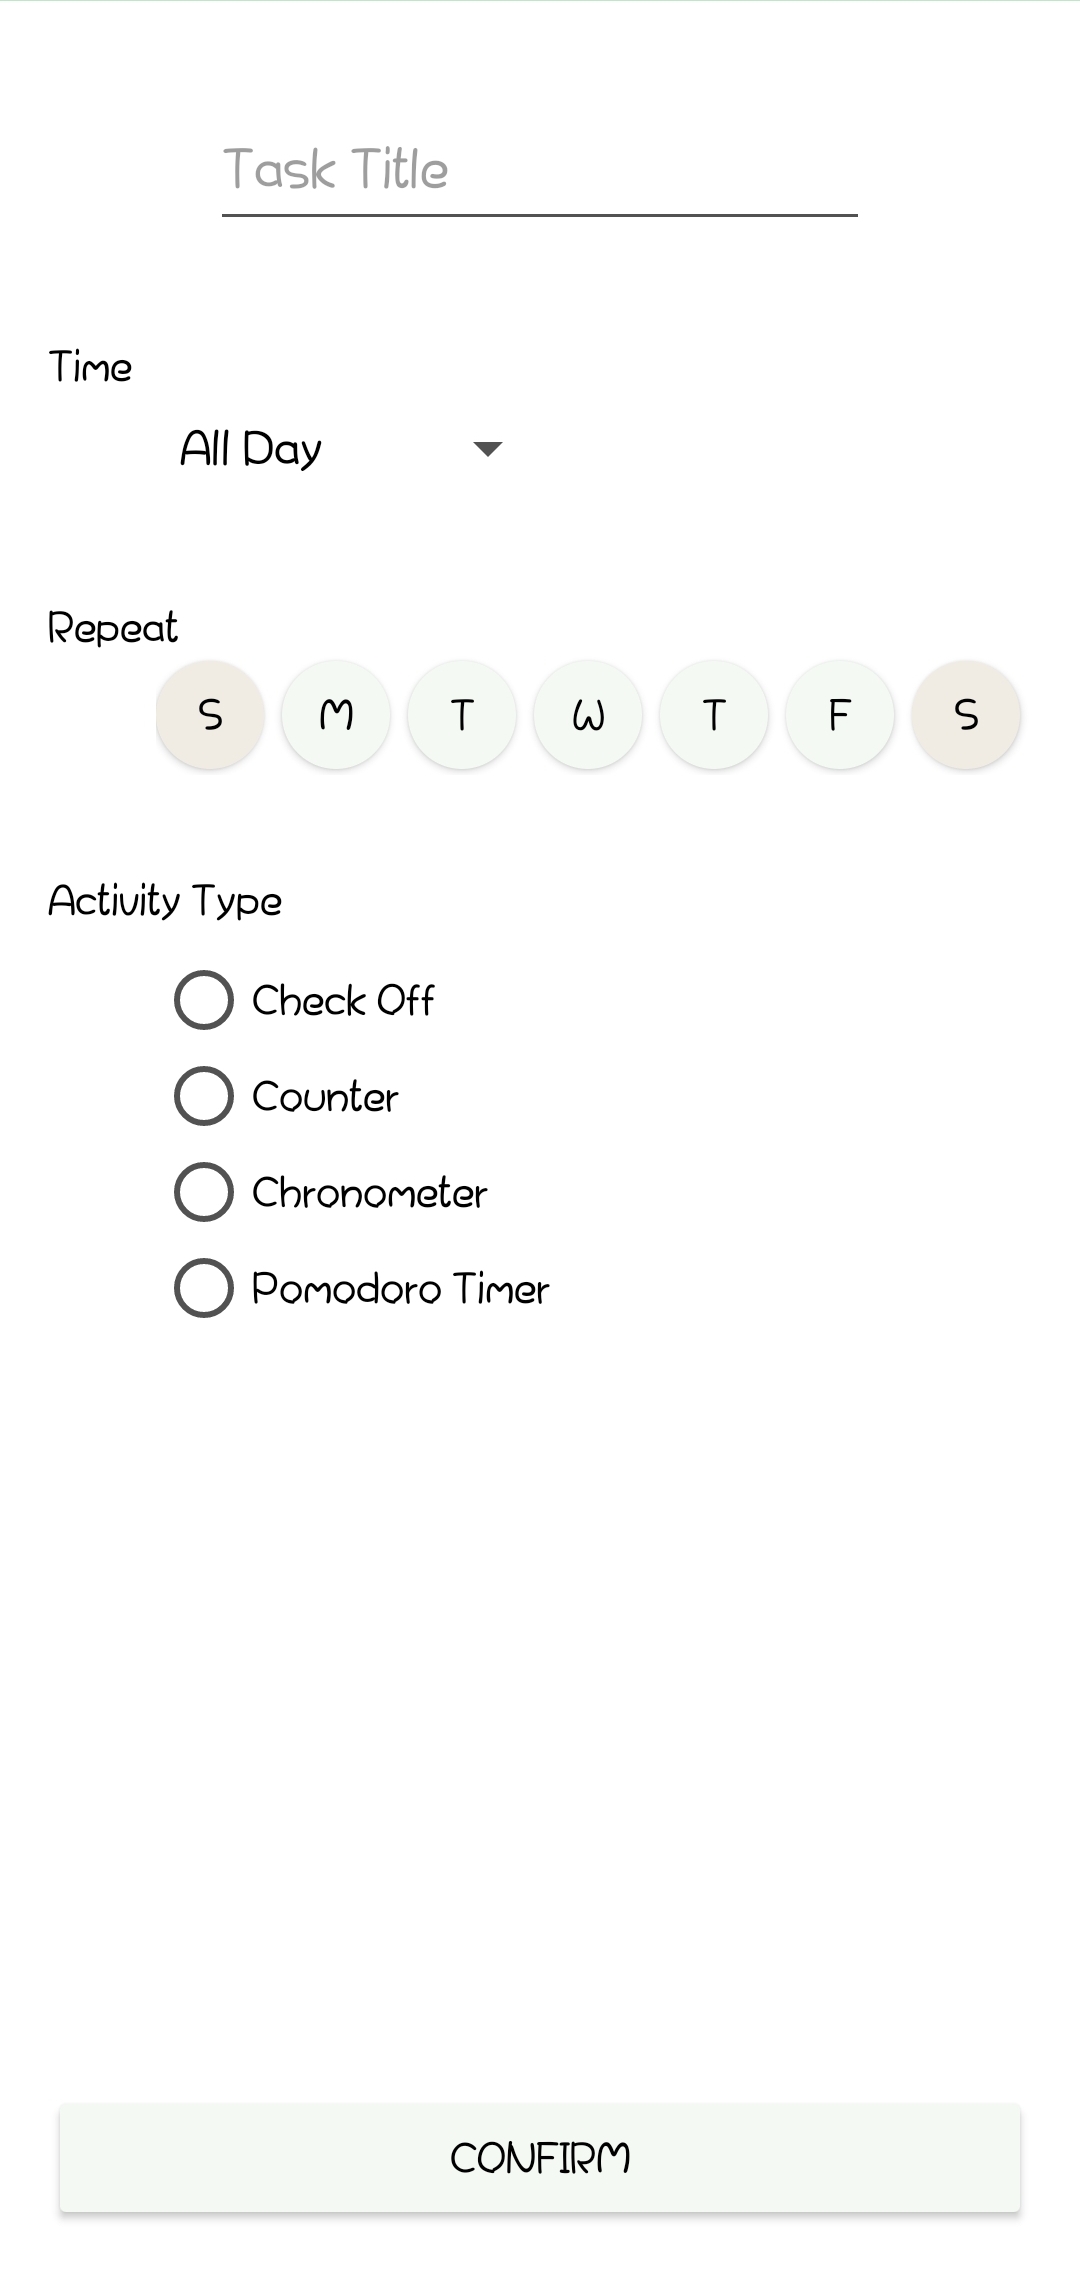 Task Title
Time
All Day
Repeat
S M T W T F S
Activity Type
Check Off
Counter
Chronometer
Pomodoro Timer
CONFIRM